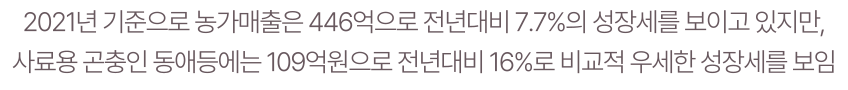 2021년 기준으로 농가매출은 446억으로 전년대비 7.7%의 성장세를 보이고 있지만,
사료용 곤충인 동애등에는 109억원으로 전년대비 16%로 비교적 우세한 성장세를 보임